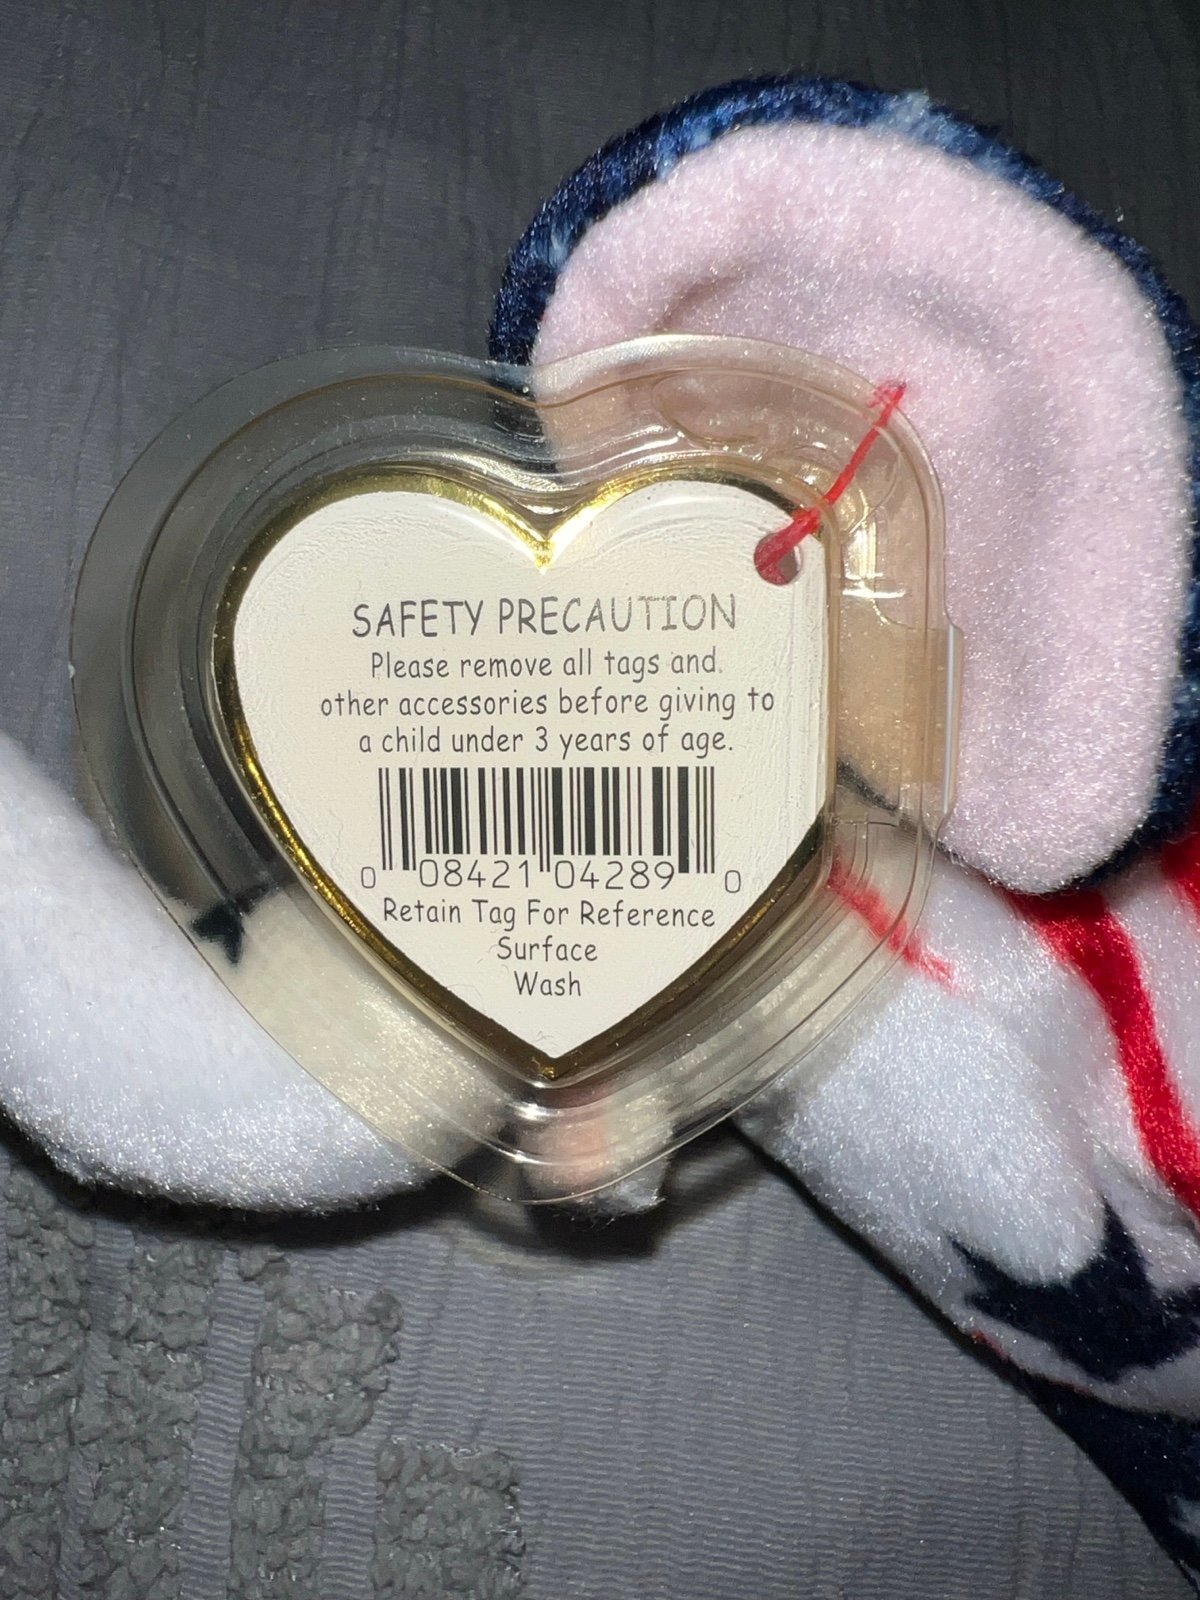 SAFETY PRECAUTION
Please remove all tags and
other accessories before giving to
a child under 3 years of age.
0 08421 04289 0
Retain Tag For Reference
Surface
Wash